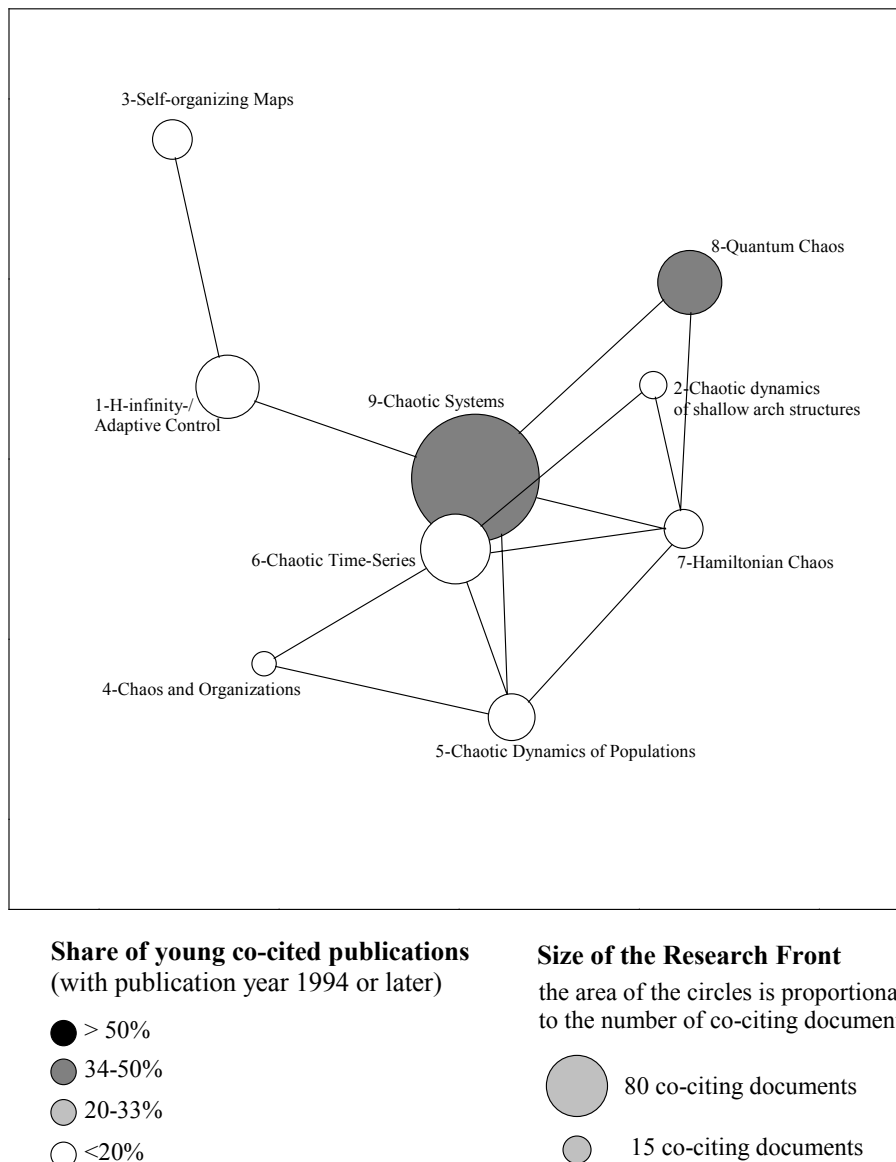 3-Self-organizing Maps
8-Quantum Chaos
2-Chaotic dynamics
of shallow arch structures
1-H-infinity-/
Adaptive Control
9-Chaotic Systems
6-Chaotic Time-Series
7-Hamiltonian Chaos
4-Chaos and Organizations
5-Chaotic Dynamics of Populations
Share of young co-cited publications
(with publication year 1994 or later)
> 50%
34-50%
20-33%
<20%
Size of the Research Front
the area of the circles is proportiona
to the number of co-citing documen
80 co-citing documents
15 co-citing documents